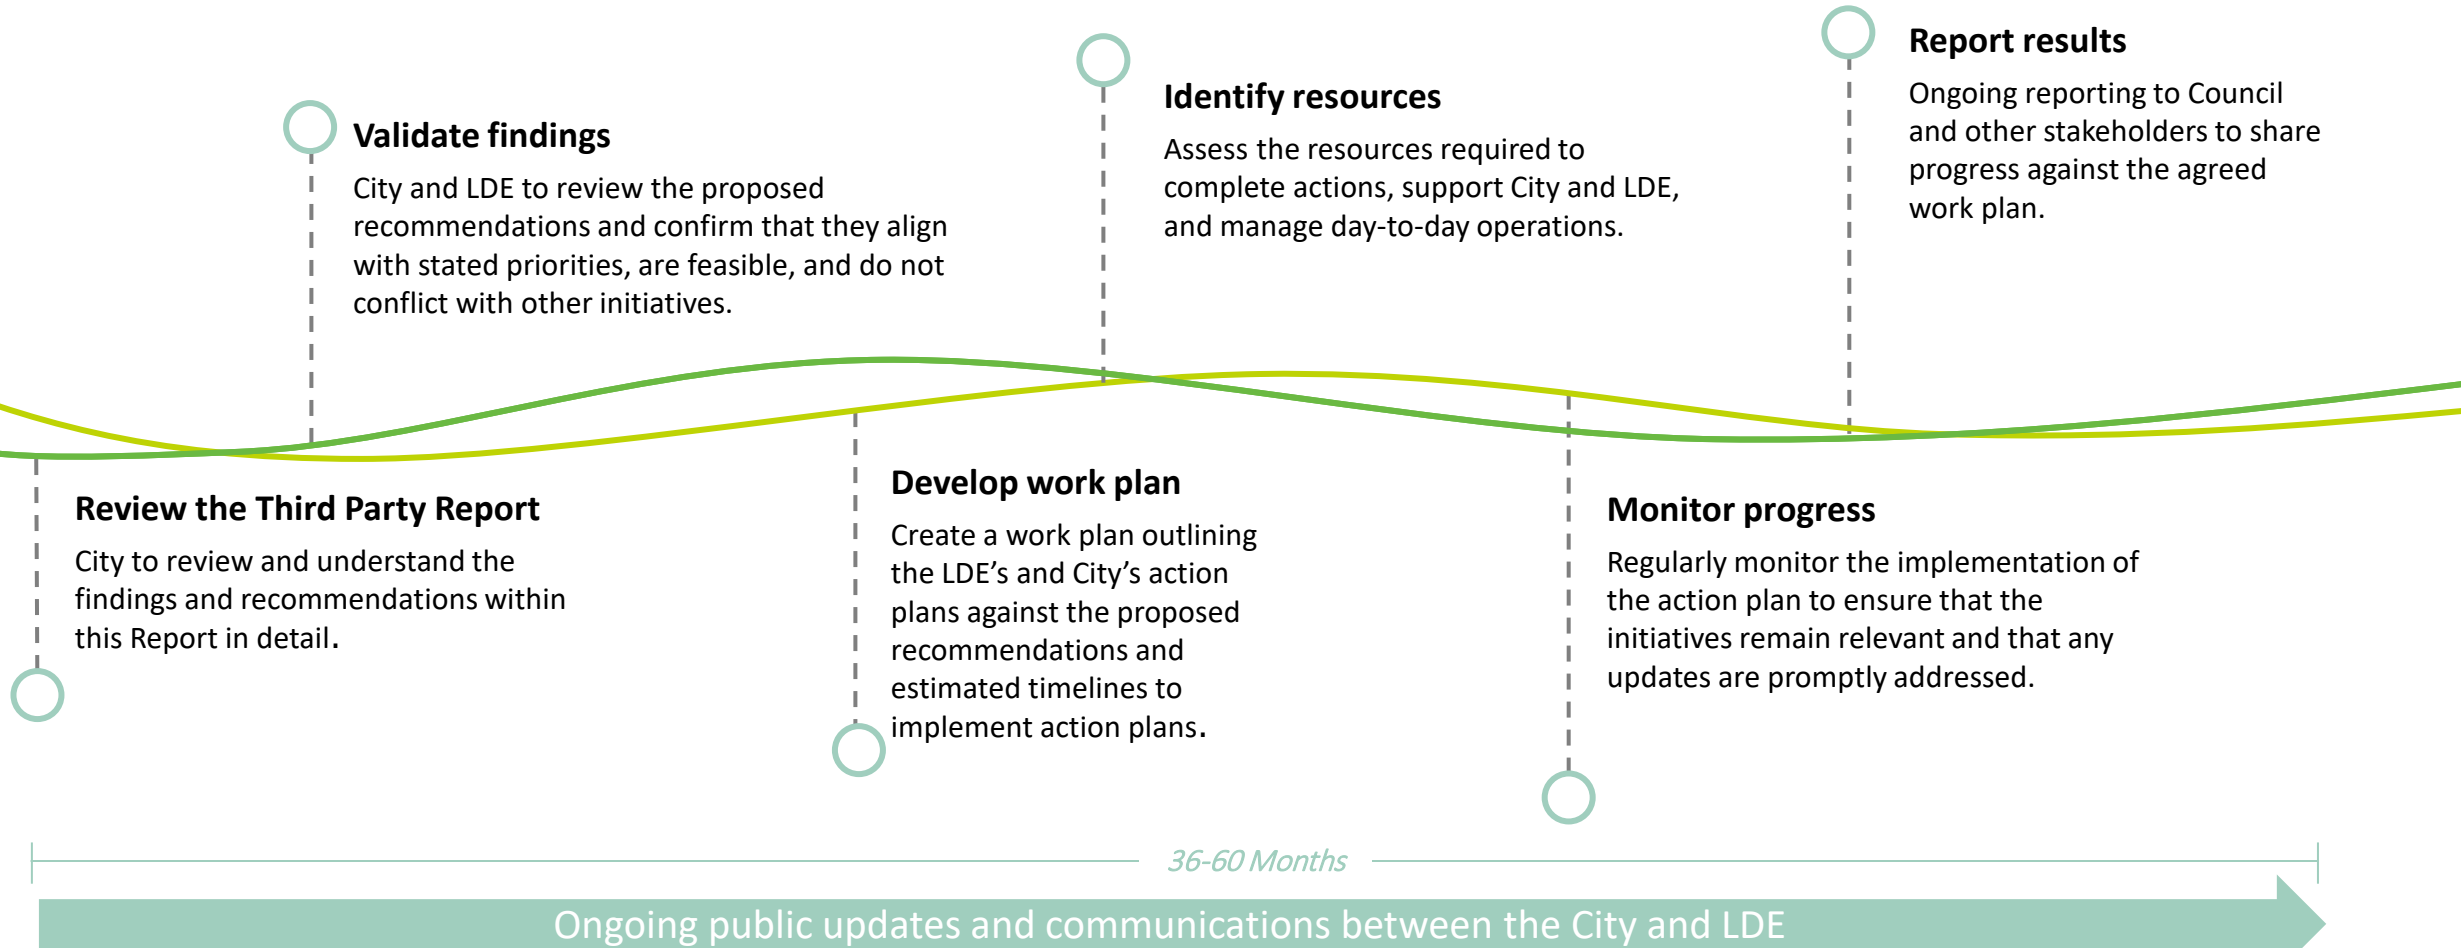 Review the Third Party Report
City to review and understand the
findings and recommendations within
this Report in detail.
Validate findings
City and LDE to review the proposed
recommendations and confirm that they align
with stated priorities, are feasible, and do not
conflict with other initiatives.
Develop work plan
Create a work plan outlining
the LDE’s and City’s action
plans against the proposed
recommendations and
estimated timelines to
implement action plans.
Identify resources
Assess the resources required to
complete actions, support City and LDE,
and manage day-to-day operations.
Monitor progress
Regularly monitor the implementation of
the action plan to ensure that the
initiatives remain relevant and that any
updates are promptly addressed.
Report results
Ongoing reporting to Council
and other stakeholders to share
progress against the agreed
work plan.
36-60 Months
Ongoing public updates and communications between the City and LDE